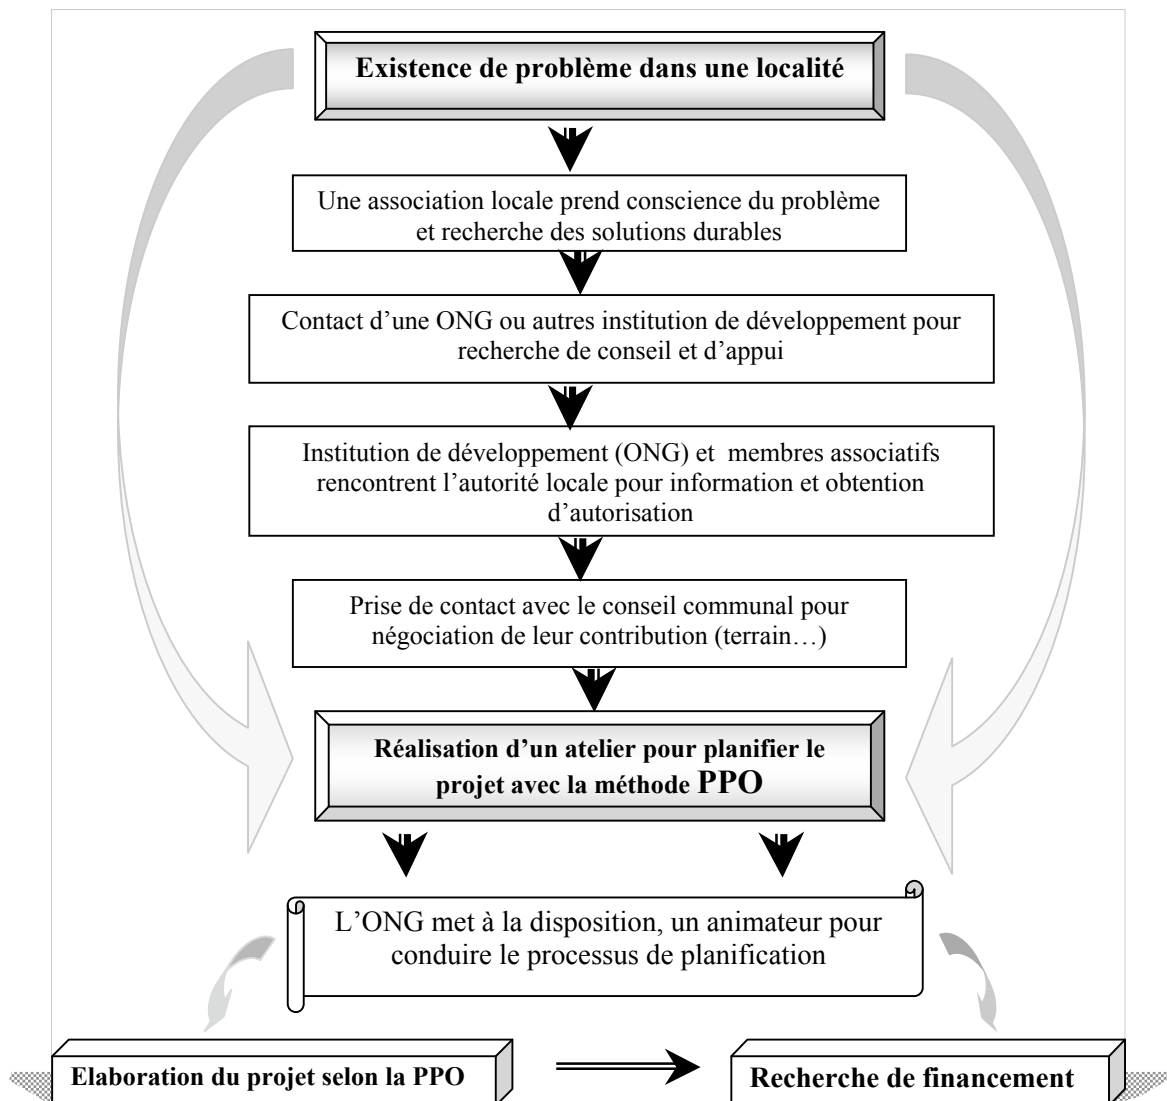 Existence de problème dans une localité
Une association locale prend conscience du problème
et recherche des solutions durables
Contact d’une ONG ou autres institution de développement pour
recherche de conseil et d’appui
Institution de développement (ONG) et  membres associatifs
rencontrent l’autorité locale pour information et obtention
d’autorisation
Prise de contact avec le conseil communal pour
négociation de leur contribution (terrain…)
Réalisation d’un atelier pour planifier le
projet avec la méthode PPO
L’ONG met à la disposition, un animateur pour
conduire le processus de planification
Elaboration du projet selon la PPO
Recherche de financement